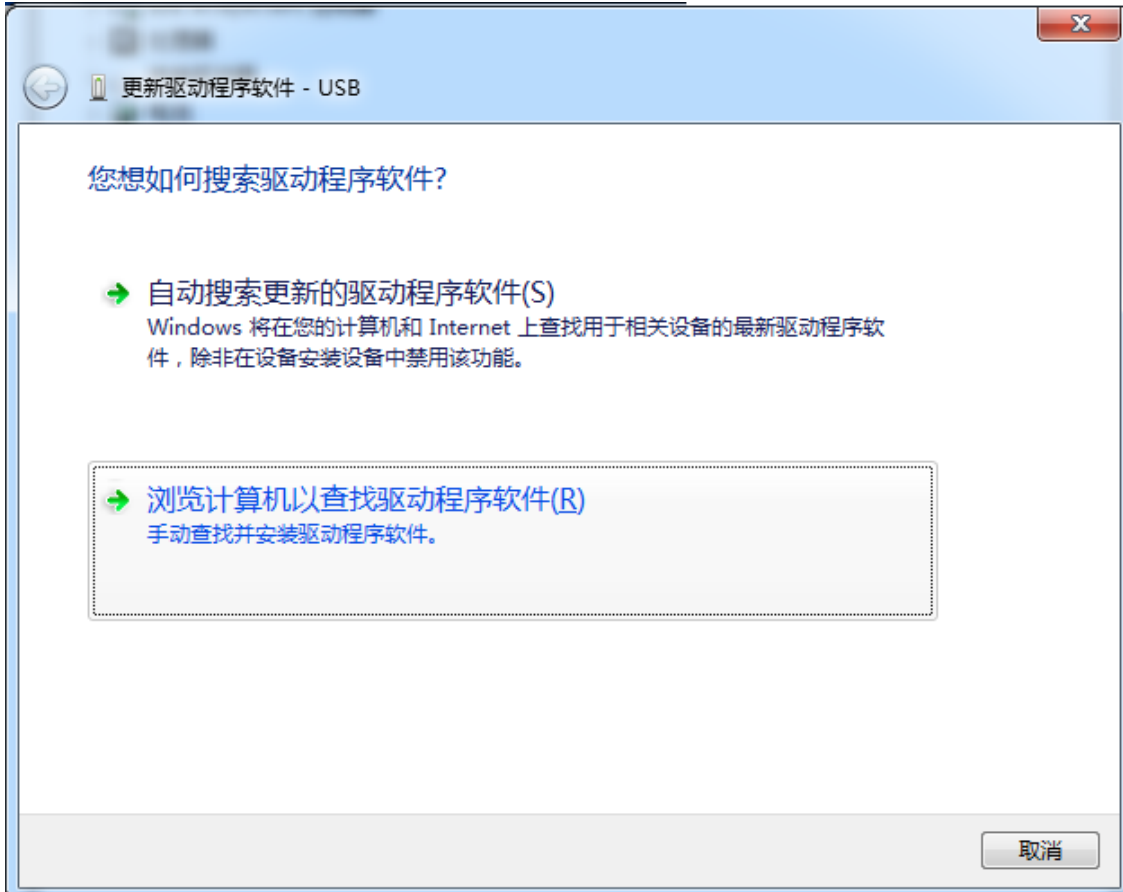 更新驱动程序软件 - USB
您想如何搜索驱动程序软件?
自动搜索更新的驱动程序软件(S)
Windows 将在您的计算机和 Internet 上查找用于相关设备的最新驱动程序软
件，除非在设备安装设备中禁用该功能。
浏览计算机以查找驱动程序软件(R)
手动查找并安装驱动程序软件。
取消